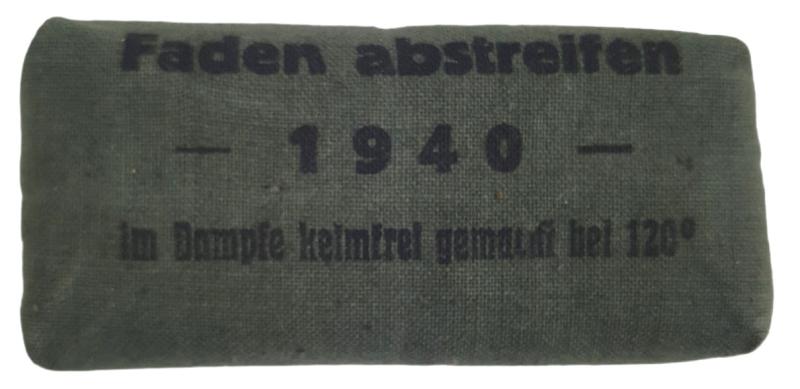 Faden abstreifen
— 1940 —
im Dampfe keimfrei gemacht bei 120°